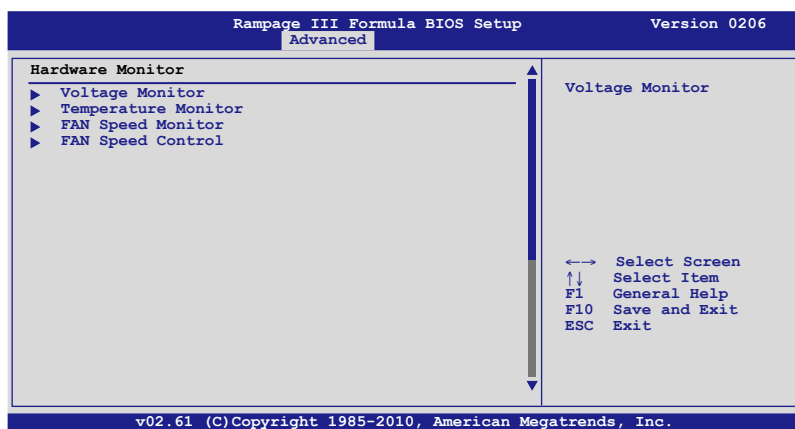 Rampage III Formula BIOS Setup Version 0206
Advanced
Hardware Monitor
Voltage Monitor
Temperature Monitor
FAN Speed Monitor
FAN Speed Control
Voltage Monitor
←→ Select Screen
↑↓ Select Item
F1 General Help
F10 Save and Exit
ESC Exit
v02.61 (C)Copyright 1985-2010, American Megatrends, Inc.